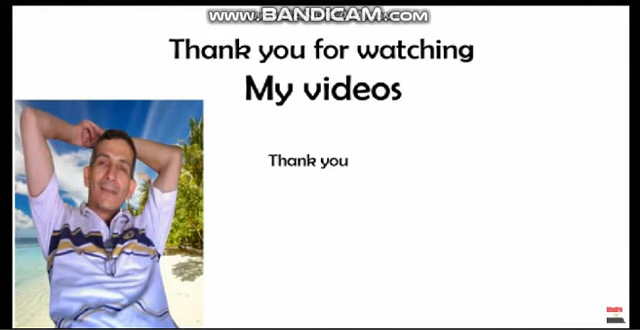 www.BANDICAM.com
Thank you for watching
My videos
Thank you